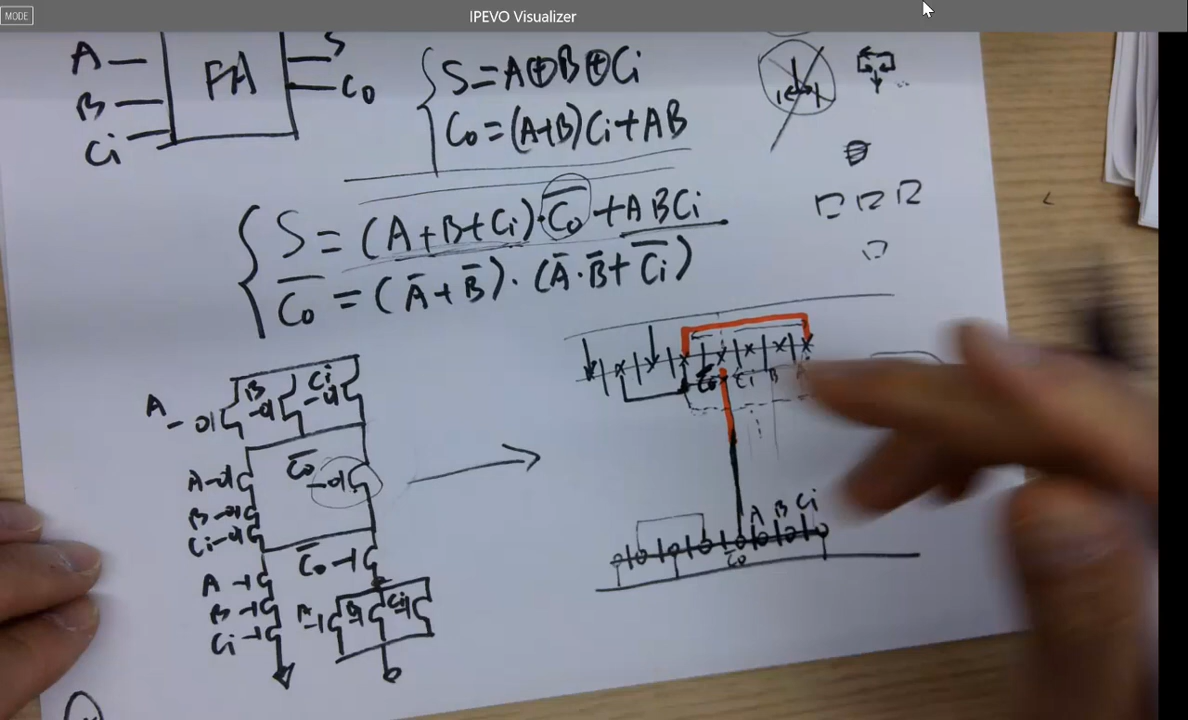 MODE
IPEVO Visualizer
A
B
Ci
FA
S
Co
S=A⊕B⊕Ci
Co=(A+B)Ci+AB
S=(A+B+Ci)·C̅o̅+ABCi
C̅o̅=(A̅+B̅)·(A̅·B̅+C̅i̅)
A B Ci
A C̅o̅
B
Ci
A C̅o̅
B A B Ci
Ci
Co Ci B A
A B Ci
C̅o̅